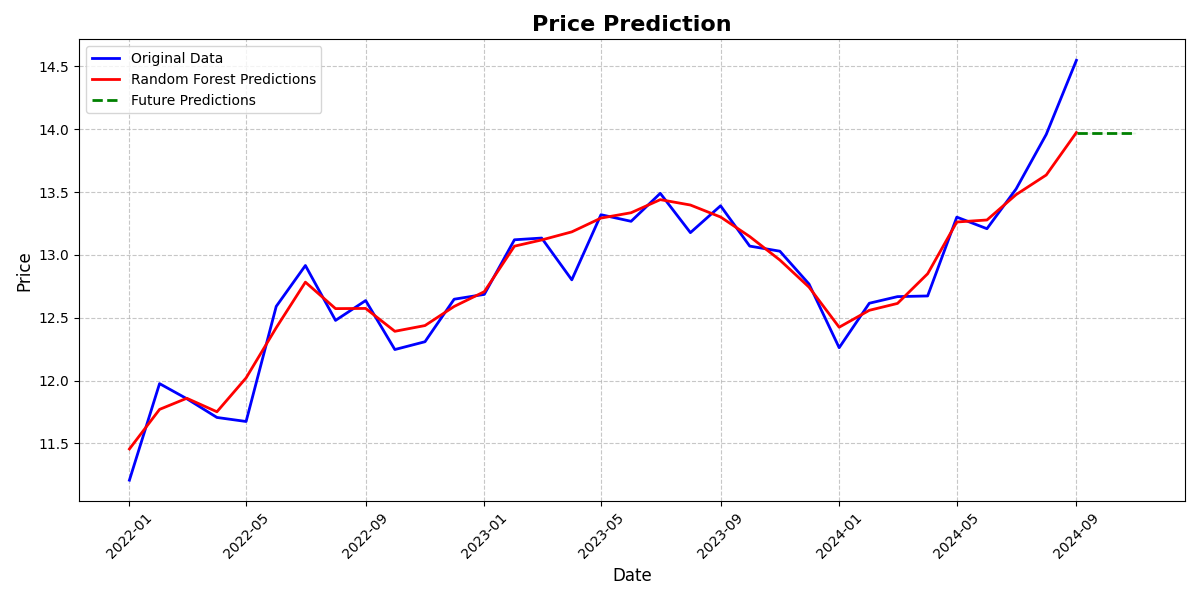 Price Prediction
Original Data
Random Forest Predictions
Future Predictions
Price
14.5
14.0
13.5
13.0
12.5
12.0
11.5
2022-01
2022-05
2022-09
2023-01
2023-05
2023-09
2024-01
2024-05
2024-09
Date